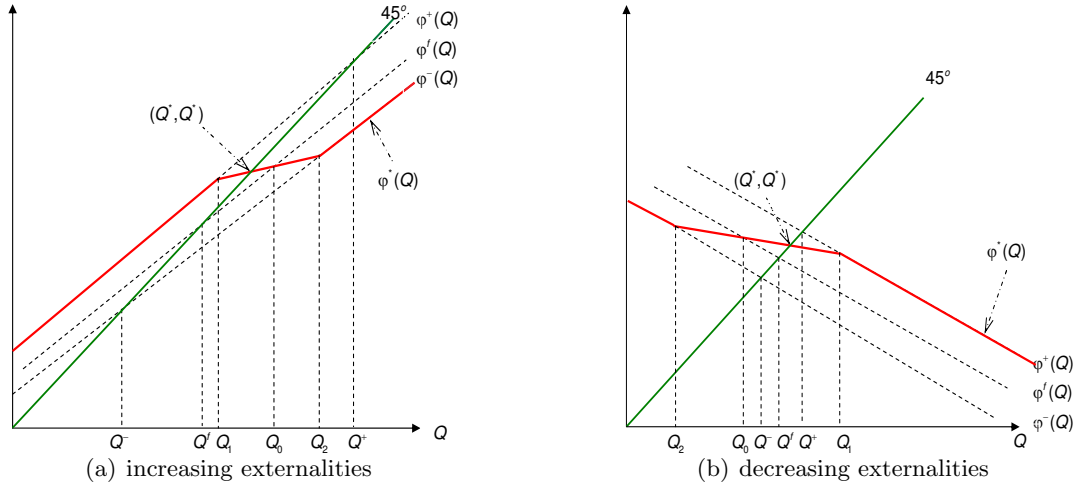 45°
φ⁺(Q)
φᶠ(Q)
φ⁻(Q)
(Q*,Q*)
φ*(Q)
Q⁻ Qᶠ Q₁ Q₀ Q₂ Q⁺ Q
(a) increasing externalities
45°
(Q*,Q*)
φ*(Q)
φ⁺(Q)
φᶠ(Q)
φ⁻(Q)
Q₂ Q₀ Q⁻ Qᶠ Q⁺ Q₁ Q
(b) decreasing externalities